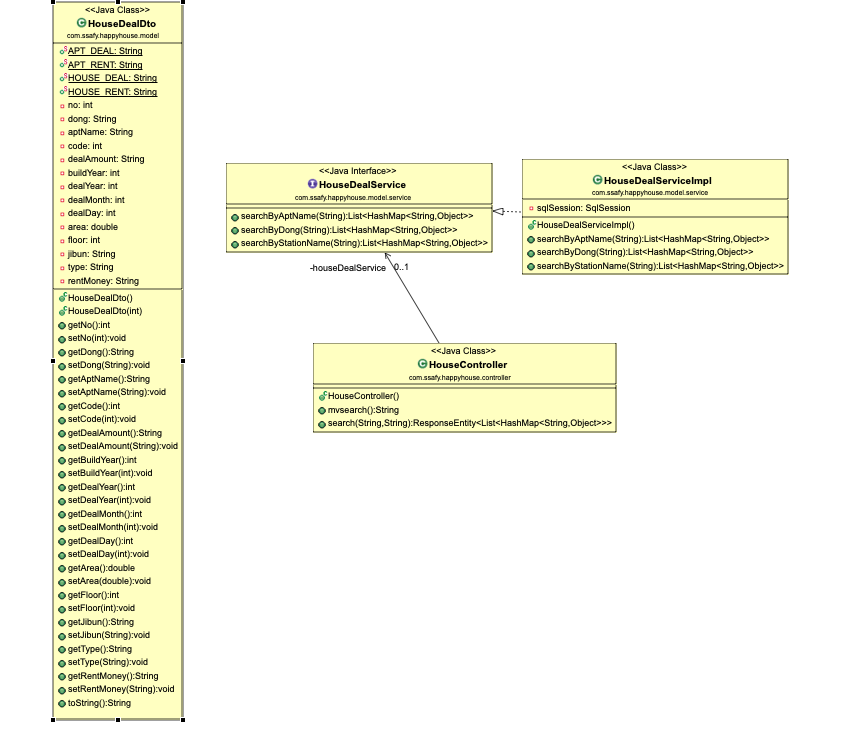 <<Java Class>>
HouseDealDto
com.ssafy.happyhouse.model
APT_DEAL: String
APT_RENT: String
HOUSE_DEAL: String
HOUSE_RENT: String
no: int
dong: String
aptName: String
code: int
dealAmount: String
buildYear: int
dealYear: int
dealMonth: int
dealDay: int
area: double
floor: int
jibun: String
type: String
rentMoney: String
HouseDealDto()
HouseDealDto(int)
getNo():int
setNo(int):void
getDong():String
setDong(String):void
getAptName():String
setAptName(String):void
getCode():int
setCode(int):void
getDealAmount():String
setDealAmount(String):void
getBuildYear():int
setBuildYear(int):void
getDealYear():int
setDealYear(int):void
getDealMonth():int
setDealMonth(int):void
getDealDay():int
setDealDay(int):void
getArea():double
setArea(double):void
getFloor():int
setFloor(int):void
getJibun():String
setJibun(String):void
getType():String
setType(String):void
getRentMoney():String
setRentMoney(String):void
toString():String
<<Java Interface>>
HouseDealService
com.ssafy.happyhouse.model.service
searchByAptName(String):List<HashMap<String,Object>>
searchByDong(String):List<HashMap<String,Object>>
searchByStationName(String):List<HashMap<String,Object>>
<<Java Class>>
HouseDealServiceImpl
com.ssafy.happyhouse.model.service
sqlSession: SqlSession
HouseDealServiceImpl()
searchByAptName(String):List<HashMap<String,Object>>
searchByDong(String):List<HashMap<String,Object>>
searchByStationName(String):List<HashMap<String,Object>>
-houseDealService 0..1
<<Java Class>>
HouseController
com.ssafy.happyhouse.controller
HouseController()
mvsearch():String
search(String,String):ResponseEntity<List<HashMap<String,Object>>>